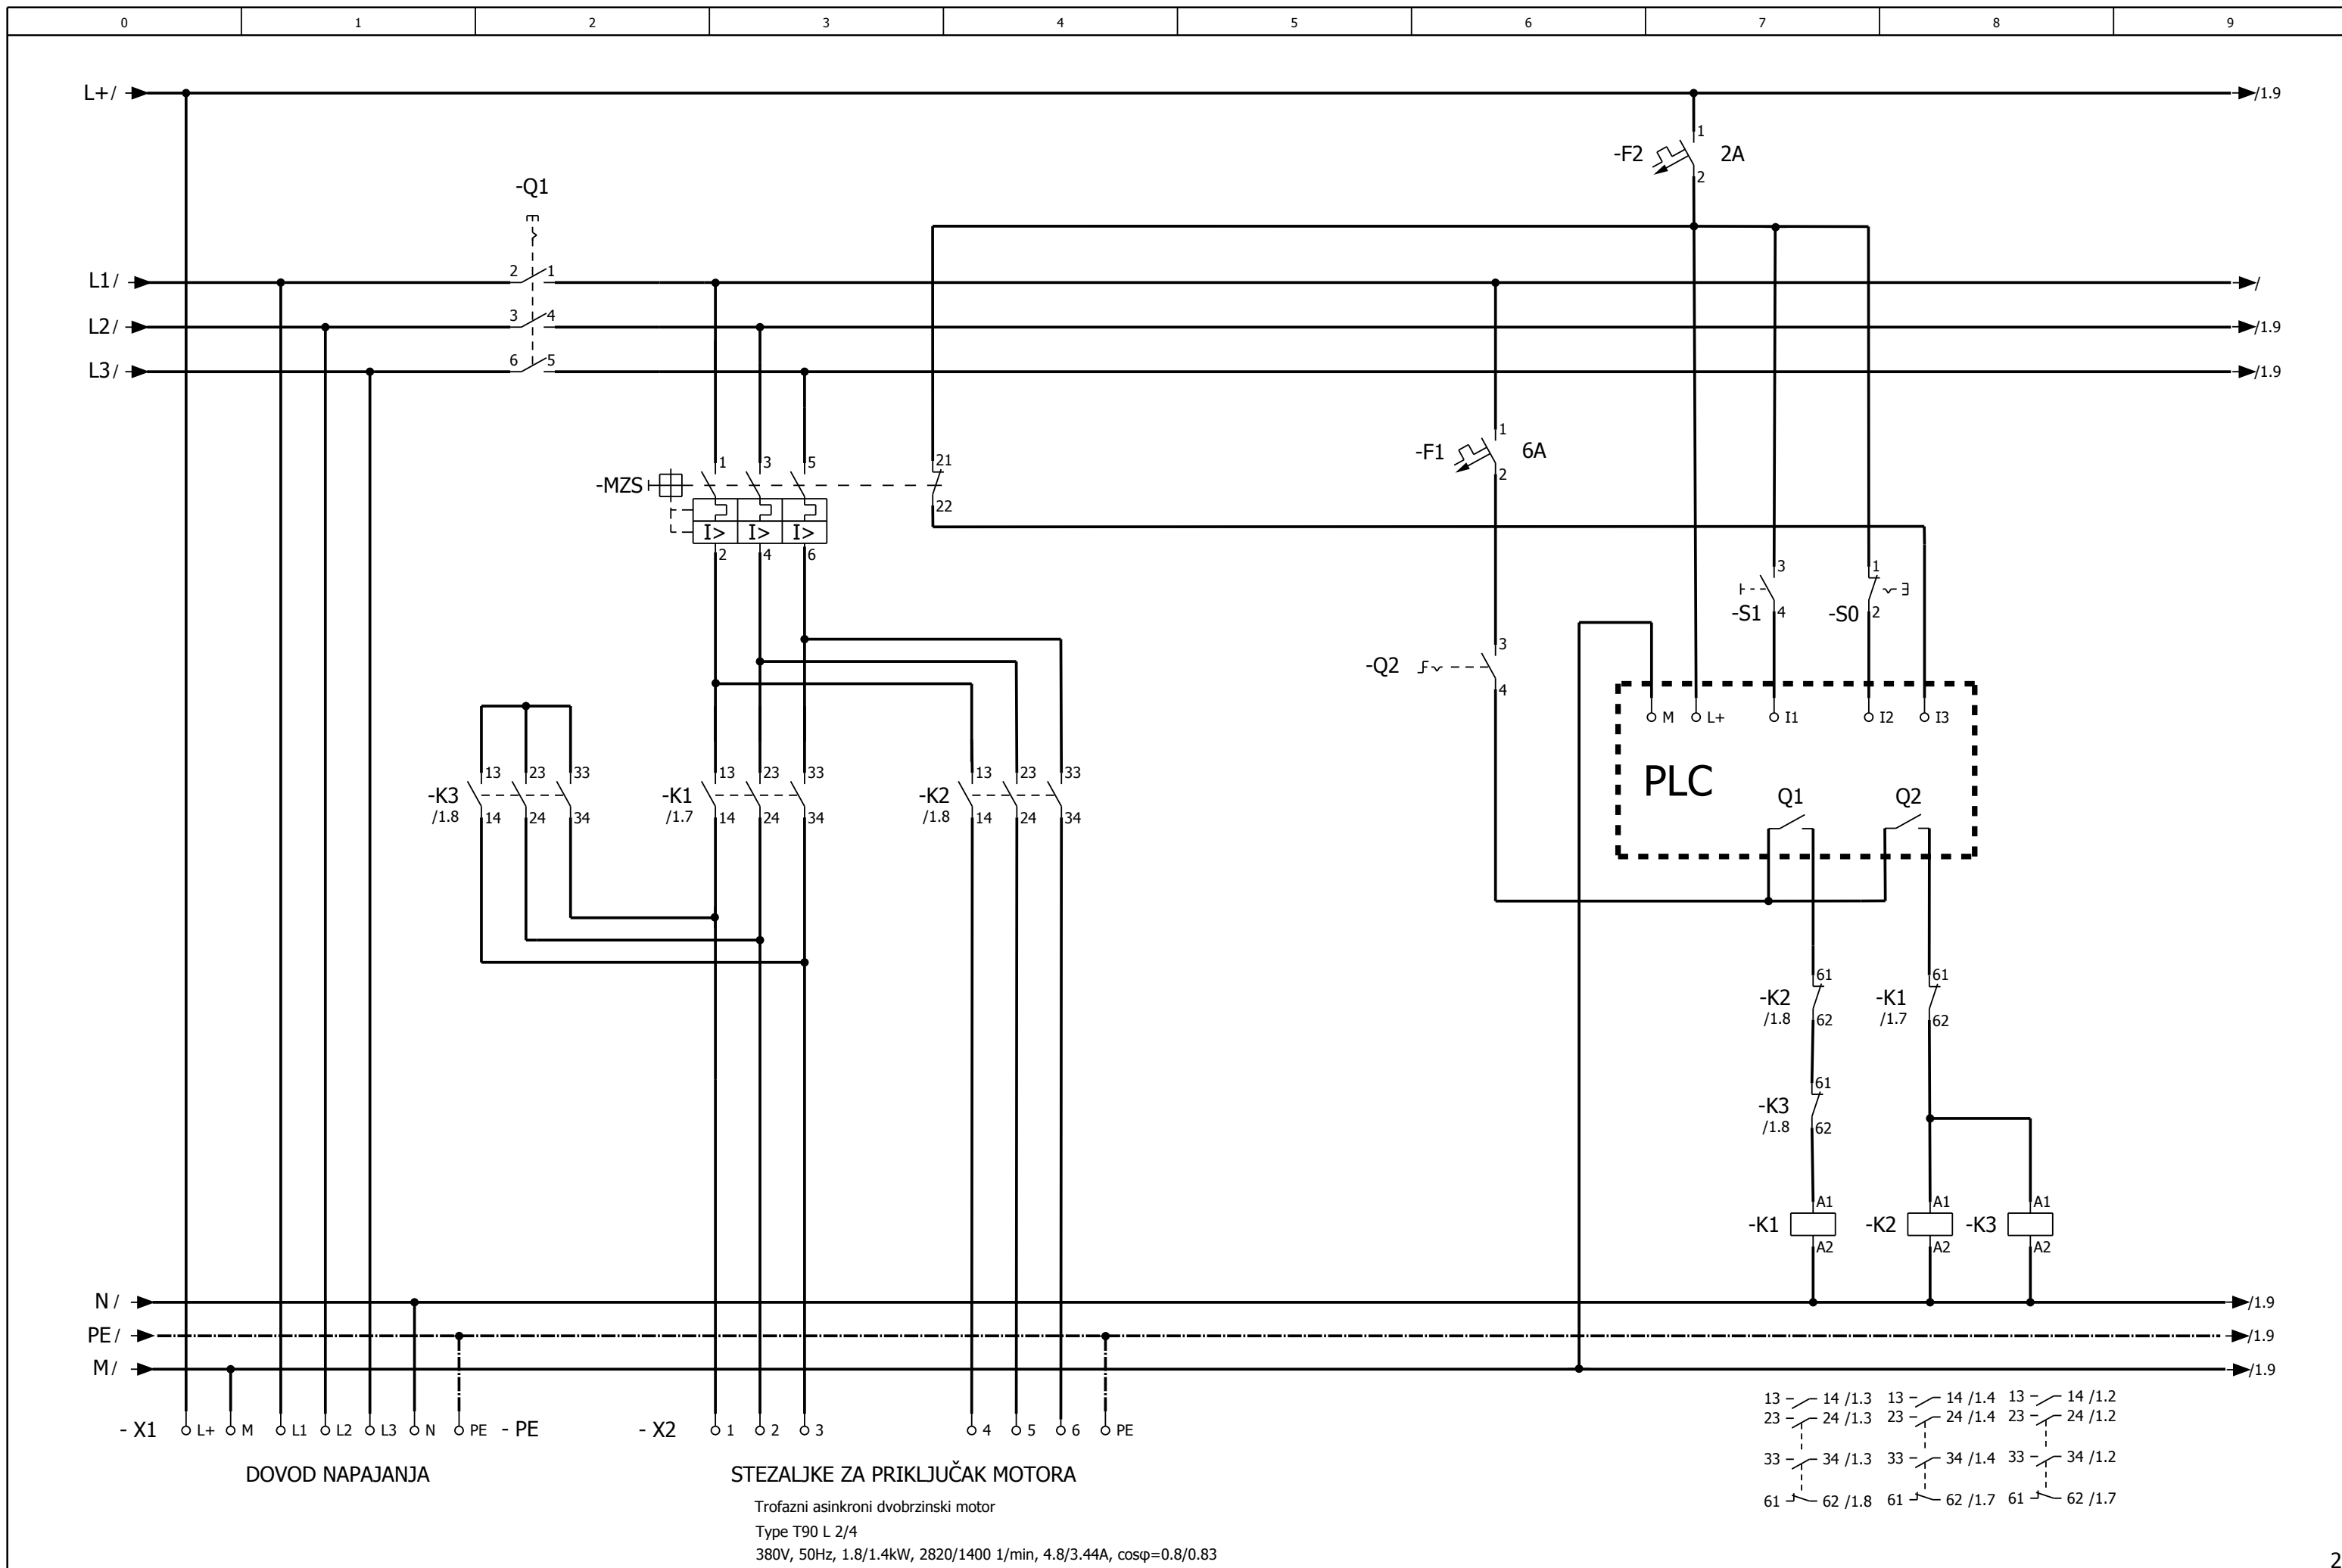 0 1 2 3 4 5 6 7 8 9
L+/ /1.9
1
-F2 2A
2
-Q1
L1/ 2 1 /
L2/ 3 4 /1.9
L3/ 6 5 /1.9
1
-F1 6A
2
1 3 5 21
-MZS
22
I> I> I>
2 4 6
3 1
-S1 4 -S0 2
3
-Q2
4
M L+ I1 I2 I3
PLC
Q1 Q2
13 23 33 13 23 33 13 23 33
-K3 -K1 -K2
/1.8 14 24 34 /1.7 14 24 34 /1.8 14 24 34
61 61
-K2 -K1
/1.8 62 /1.7 62
61
-K3
/1.8 62
A1 A1 A1
-K1 -K2 -K3
A2 A2 A2
N / /1.9
PE / /1.9
M / /1.9
13 14 /1.3 13 14 /1.4 13 14 /1.2
23 24 /1.3 23 24 /1.4 23 24 /1.2
33 34 /1.3 33 34 /1.4 33 34 /1.2
61 62 /1.8 61 62 /1.7 61 62 /1.7
- X1 L+ M L1 L2 L3 N PE - PE - X2 1 2 3 4 5 6 PE
DOVOD NAPAJANJA
STEZALJKE ZA PRIKLJUČAK MOTORA
Trofazni asinkroni dvobrzinski motor
Type T90 L 2/4
380V, 50Hz, 1.8/1.4kW, 2820/1400 1/min, 4.8/3.44A, cosφ=0.8/0.83
2